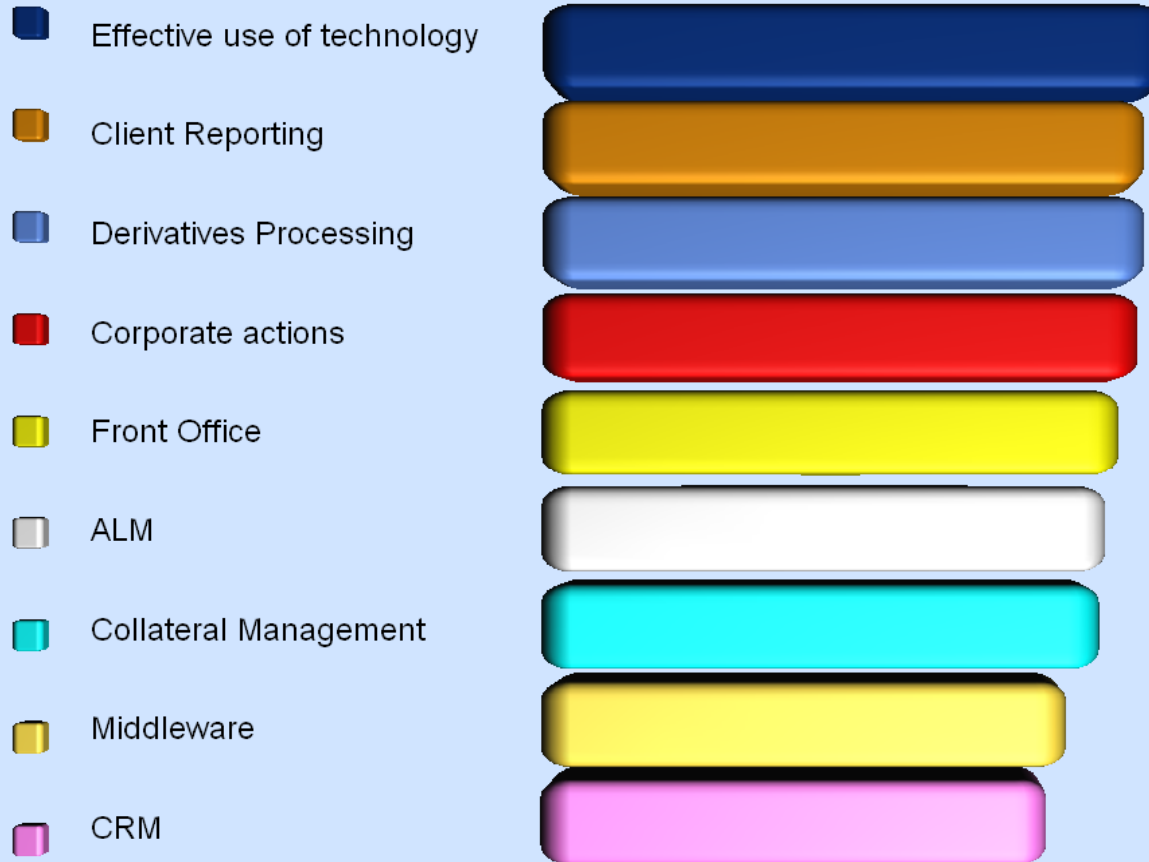 Effective use of technology
Client Reporting
Derivatives Processing
Corporate actions
Front Office
ALM
Collateral Management
Middleware
CRM